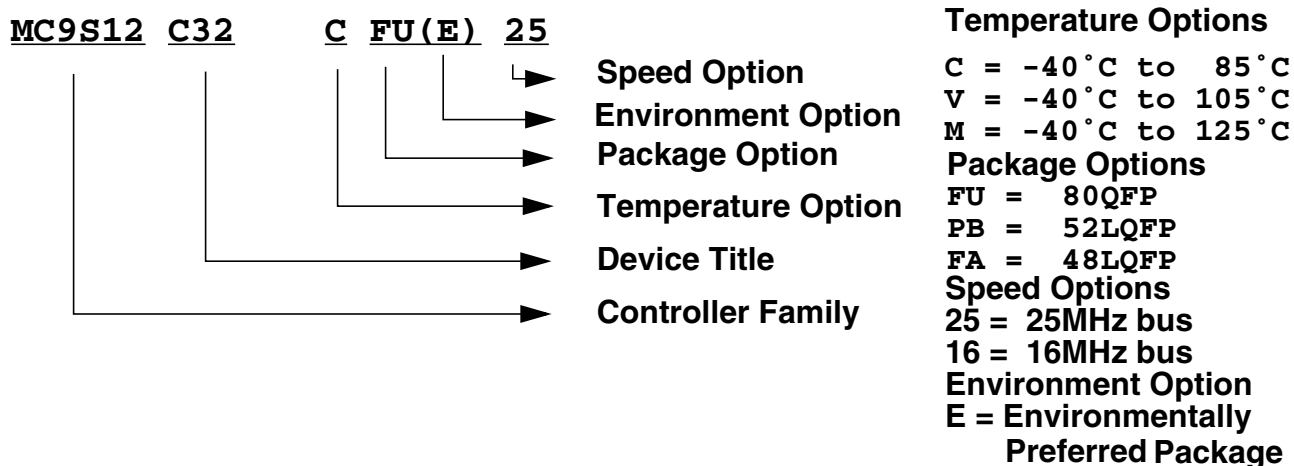 MC9S12 C32 C FU(E) 25
Speed Option
Environment Option
Package Option
Temperature Option
Device Title
Controller Family
Temperature Options
C = -40˚C to 85˚C
V = -40˚C to 105˚C
M = -40˚C to 125˚C
Package Options
FU = 80QFP
PB = 52LQFP
FA = 48LQFP
Speed Options
25 = 25MHz bus
16 = 16MHz bus
Environment Option
E = Environmentally
Preferred Package